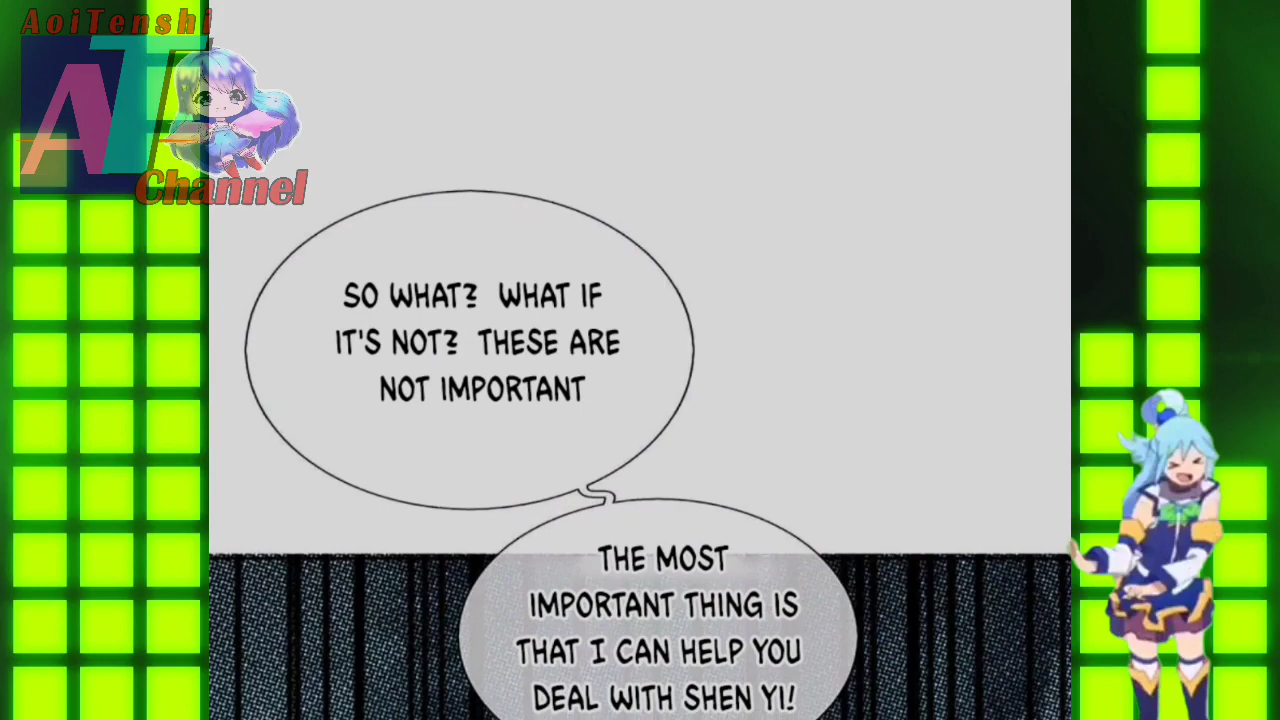 AoiTenshi
AT
Channel
SO WHAT? WHAT IF
IT'S NOT? THESE ARE
NOT IMPORTANT
THE MOST
IMPORTANT THING IS
THAT I CAN HELP YOU
DEAL WITH SHEN YI!